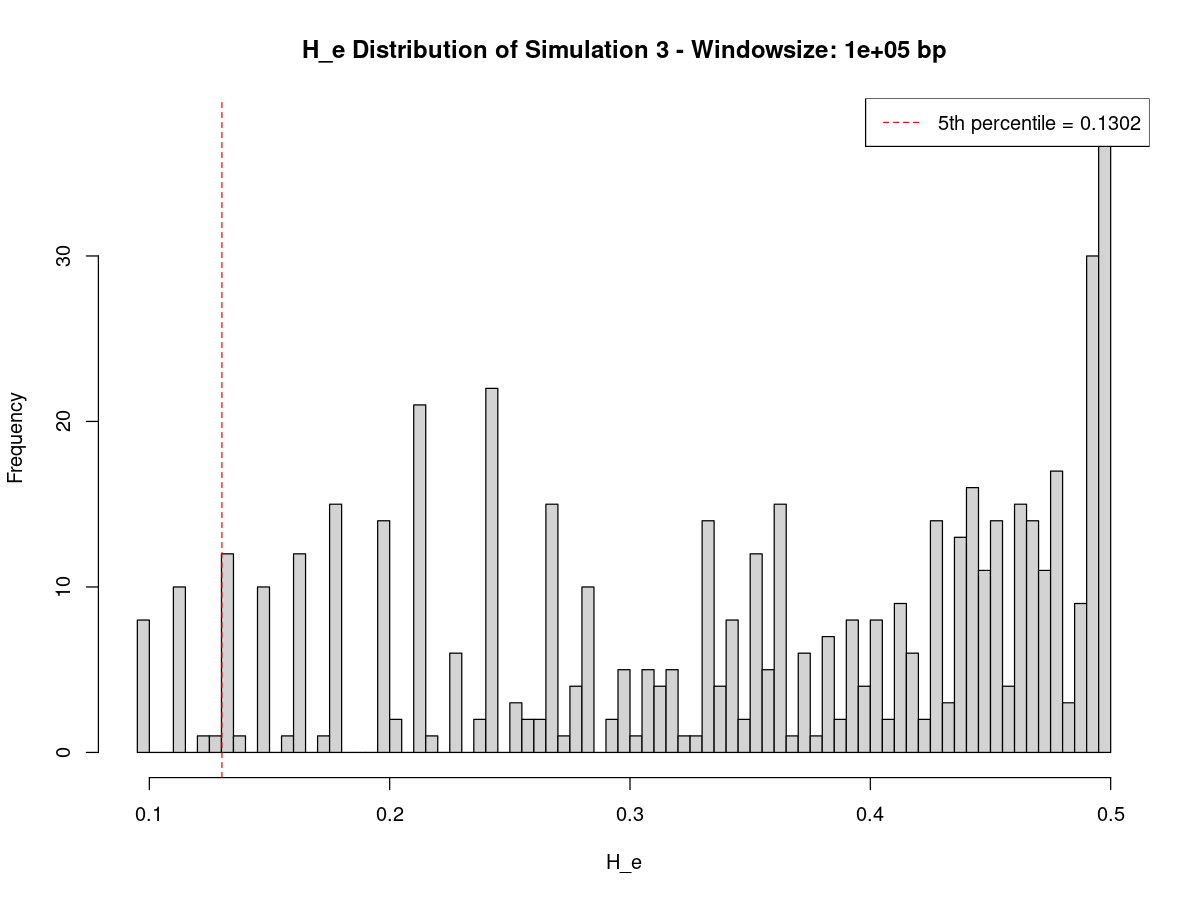 H_e Distribution of Simulation 3 - Windowsize: 1e+05 bp
5th percentile = 0.1302
Frequency
30
20
10
0
0.1 0.2 0.3 0.4 0.5
H_e